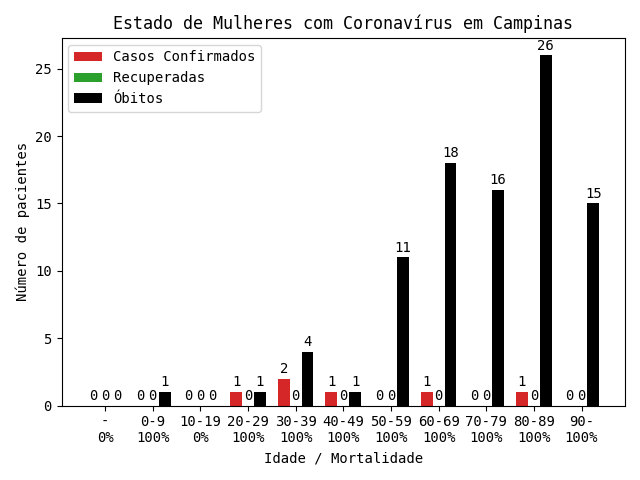 Estado de Mulheres com Coronavírus em Campinas
Casos Confirmados
Recuperadas
Óbitos
Número de pacientes
25
20
15
10
5
0
0 0 0
0 0 1
0 0 0
1 0 1
2 0 4
1 0 1
0 0 11
1 0 18
0 0 16
1 0 26
0 0 15
- 0-9 10-19 20-29 30-39 40-49 50-59 60-69 70-79 80-89 90-
0% 100% 0% 100% 100% 100% 100% 100% 100% 100% 100%
Idade / Mortalidade